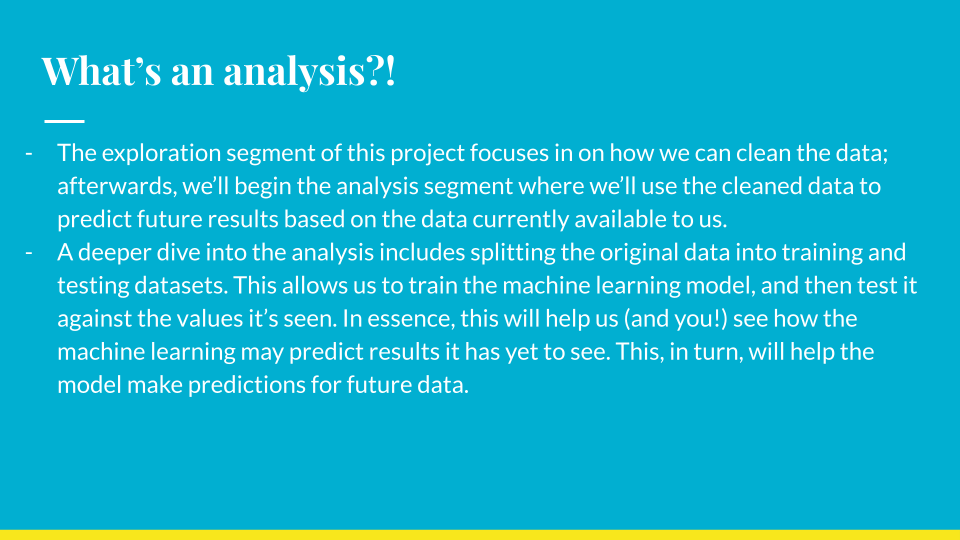 What’s an analysis?!
- The exploration segment of this project focuses in on how we can clean the data;
afterwards, we’ll begin the analysis segment where we’ll use the cleaned data to
predict future results based on the data currently available to us.
- A deeper dive into the analysis includes splitting the original data into training and
testing datasets. This allows us to train the machine learning model, and then test it
against the values it’s seen. In essence, this will help us (and you!) see how the
machine learning may predict results it has yet to see. This, in turn, will help the
model make predictions for future data.